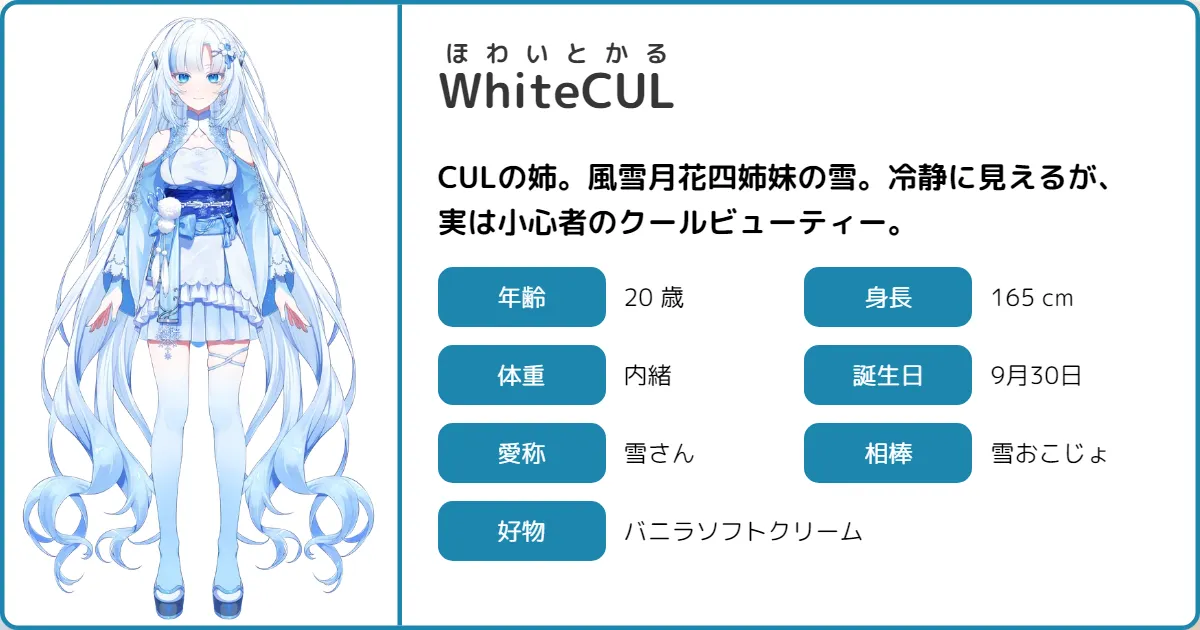 ほわいとかる
WhiteCUL
CULの姉。風雪月花四姉妹の雪。冷静に見えるが、
実は小心者のクールビューティー。
年齢 20 歳 身長 165 cm
体重 内緒 誕生日 9月30日
愛称 雪さん 相棒 雪おこじょ
好物 バニラソフトクリーム